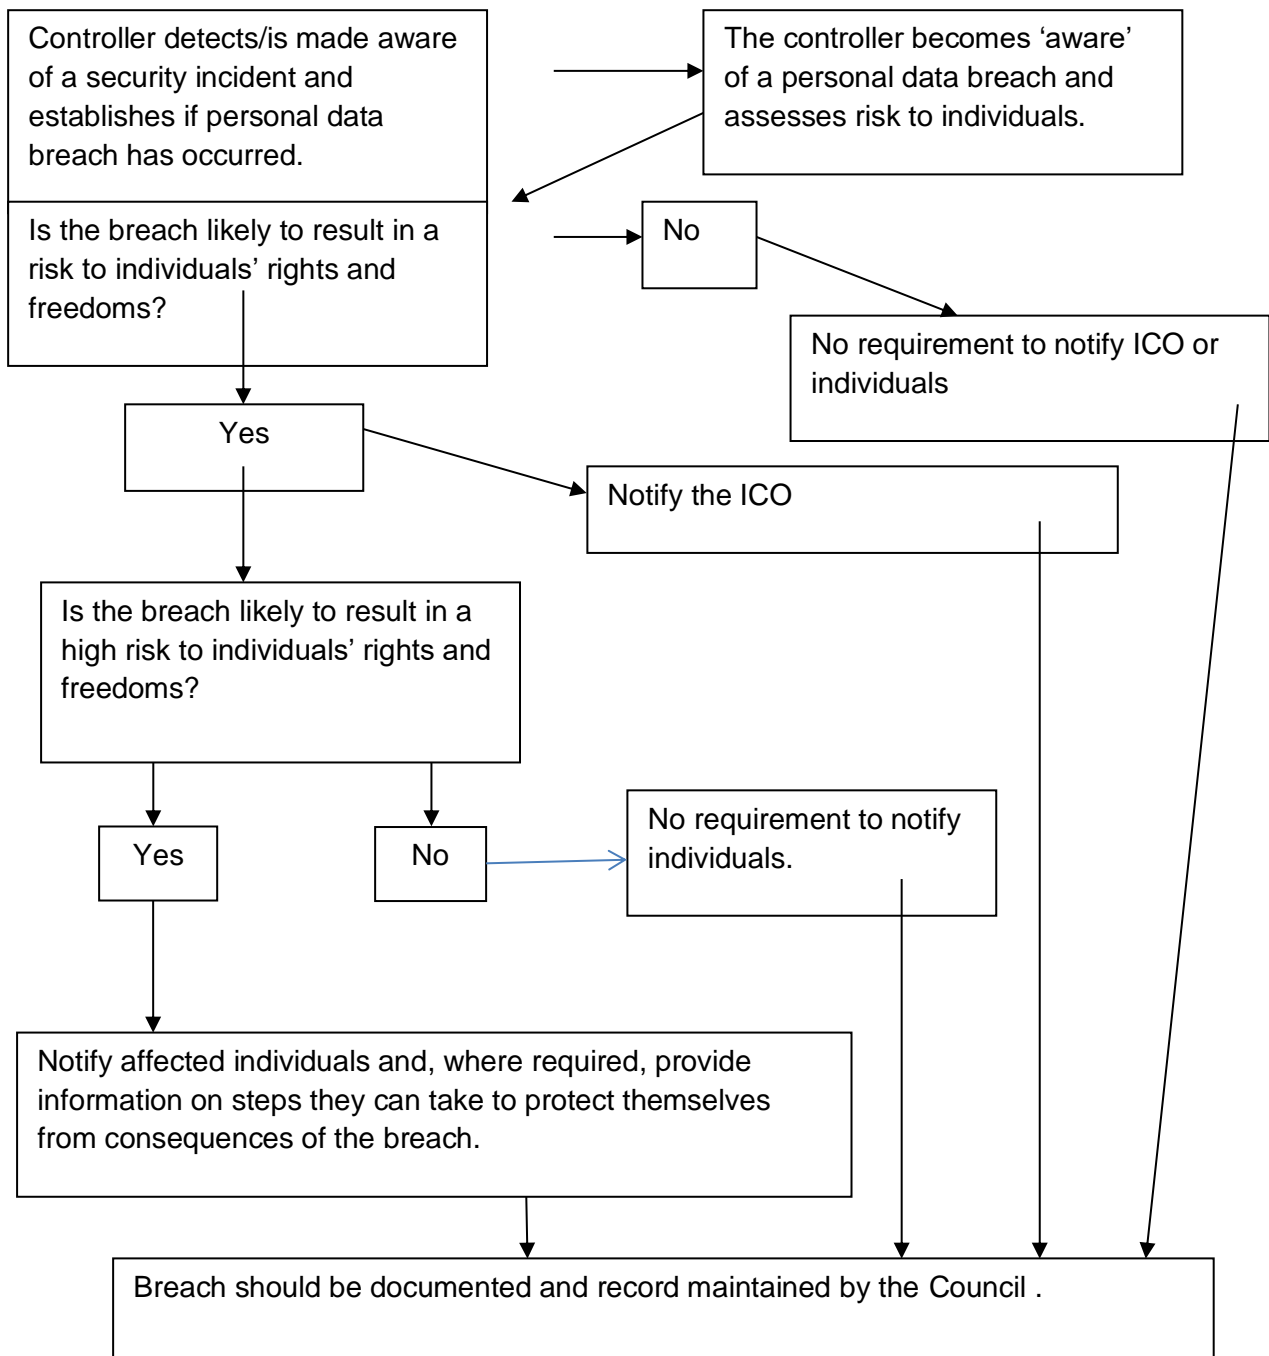 Controller detects/is made aware
of a security incident and
establishes if personal data
breach has occurred.
The controller becomes ‘aware’
of a personal data breach and
assesses risk to individuals.
Is the breach likely to result in a
risk to individuals’ rights and
freedoms?
No
No requirement to notify ICO or
individuals
Yes
Notify the ICO
Is the breach likely to result in a
high risk to individuals’ rights and
freedoms?
Yes
No
No requirement to notify
individuals.
Notify affected individuals and, where required, provide
information on steps they can take to protect themselves
from consequences of the breach.
Breach should be documented and record maintained by the Council .